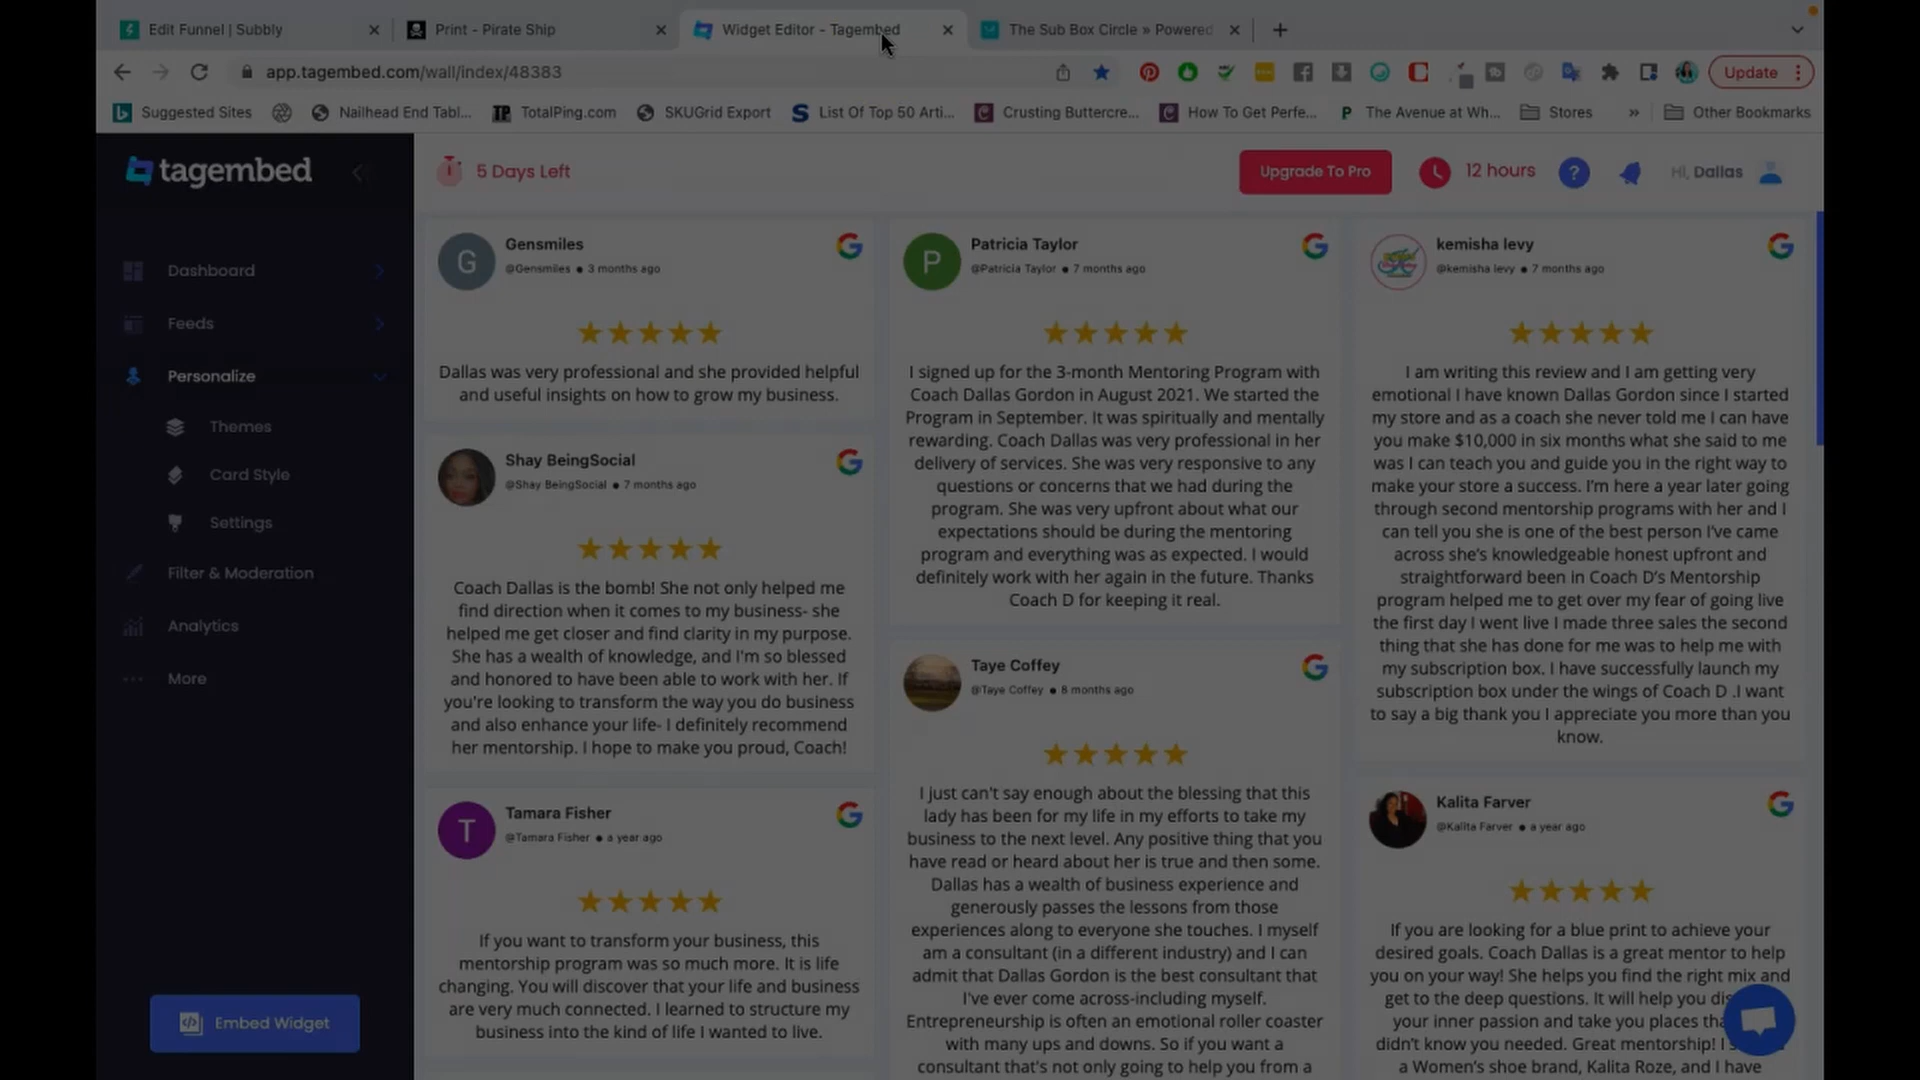 Edit Funnel | Subbly
Print - Pirate Ship
Widget Editor - Tagembed
The Sub Box Circle » Powered
app.tagembed.com/wall/index/48383
Update
Suggested Sites
Nailhead End Tabl...
TotalPing.com
SKUGrid Export
List Of Top 50 Arti...
Crusting Buttercre...
How To Get Perfe...
The Avenue at Wh...
Stores
»
Other Bookmarks
tagembed
5 Days Left
Upgrade To Pro
12 hours
?
Hi, Dallas
Dashboard
Feeds
Personalize
Themes
Card Style
Settings
Filter & Moderation
Analytics
More
Embed Widget
G
Gensmiles
@Gensmiles • 3 months ago
Dallas was very professional and she provided helpful
and useful insights on how to grow my business.
Shay BeingSocial
@Shay BeingSocial • 7 months ago
Coach Dallas is the bomb! She not only helped me
find direction when it comes to my business- she
helped me get closer and find clarity in my purpose.
She has a wealth of knowledge, and I'm so blessed
and honored to have been able to work with her. If
you're looking to transform the way you do business
and also enhance your life- I definitely recommend
her mentorship. I hope to make you proud, Coach!
T
Tamara Fisher
@Tamara Fisher • a year ago
If you want to transform your business, this
mentorship program was so much more. It is life
changing. You will discover that your life and business
are very much connected. I learned to structure my
business into the kind of life I wanted to live.
P
Patricia Taylor
@Patricia Taylor • 7 months ago
I signed up for the 3-month Mentoring Program with
Coach Dallas Gordon in August 2021. We started the
Program in September. It was spiritually and mentally
rewarding. Coach Dallas was very professional in her
delivery of services. She was very responsive to any
questions or concerns that we had during the
program. She was very upfront about what our
expectations should be during the mentoring
program and everything was as expected. I would
definitely work with her again in the future. Thanks
Coach D for keeping it real.
Taye Coffey
@Taye Coffey • 8 months ago
I just can't say enough about the blessing that this
lady has been for my life in my efforts to take my
business to the next level. Any positive thing that you
have read or heard about her is true and then some.
Dallas has a wealth of business experience and
generously passes the lessons from those
experiences along to everyone she touches. I myself
am a consultant (in a different industry) and I can
admit that Dallas Gordon is the best consultant that
I've ever come across-including myself.
Entrepreneurship is often an emotional roller coaster
with many ups and downs. So if you want a
consultant that's not only going to help you from a
kemisha levy
@kemisha levy • 7 months ago
I am writing this review and I am getting very
emotional I have known Dallas Gordon since I started
my store and as a coach she never told me I can have
you make $10,000 in six months what she said to me
was I can teach you and guide you in the right way to
make your store a success. I'm here a year later going
through second mentorship programs with her and I
can tell you she is one of the best person I've came
across she's knowledgeable honest upfront and
straightforward been in Coach D's Mentorship
program helped me to get over my fear of going live
the first day I went live I made three sales the second
thing that she has done for me was to help me with
my subscription box. I have successfully launch my
subscription box under the wings of Coach D .I want
to say a big thank you I appreciate you more than you
know.
Kalita Farver
@Kalita Farver • a year ago
If you are looking for a blue print to achieve your
desired goals. Coach Dallas is a great mentor to help
you on your way! She helps you find the right mix and
get to the deep questions. It will help you
your inner passion and take you places
didn't know you needed. Great mentorship! I
a Women's shoe brand, Kalita Roze, and I have